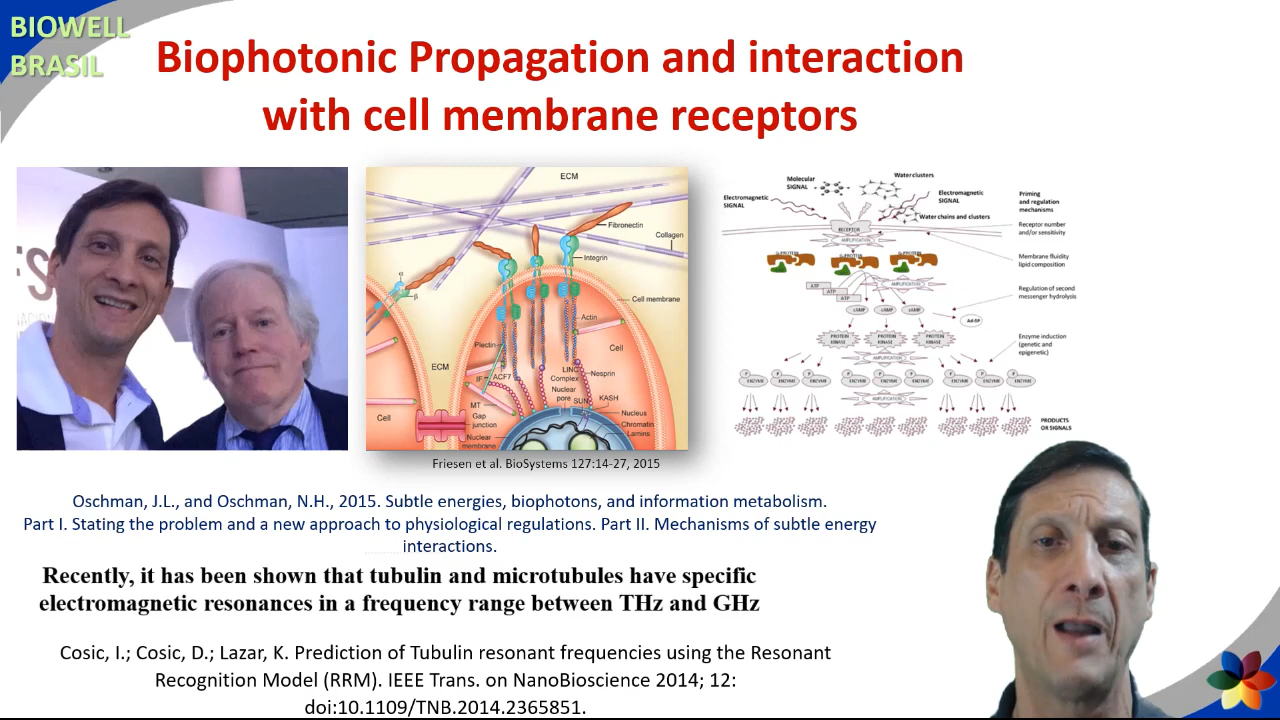 BIOWELL
BRASIL
Biophotonic Propagation and interaction
with cell membrane receptors
ECM
Fibronectin
Collagen
Integrin
α
β
Cell membrane
Actin
Plectin
Cell
ECM
IF
ACF7
LINC
Complex
Nesprin
Nuclear
pore
SUN
KASH
MT
Gap
junction
Nucleus
Cell
Chromatin
Nuclear
membrane
Lamins
Molecular
SIGNAL
Water clusters
Electromagnetic
SIGNAL
Electromagnetic
SIGNAL
Water chains and clusters
Priming
and regulation
mechanisms
RECEPTOR
Receptor number
and/or sensitivity
AMPLIFICATION
G-PROTEIN
G-PROTEIN
G-PROTEIN
Membrane fluidity
lipid composition
ATP
ATP
ATP
AMPLIFICATION
Regulation of second
messenger hydrolysis
cAMP
cAMP
cAMP
PROTEIN
KINASE
PROTEIN
KINASE
PROTEIN
KINASE
Enzyme induction
(genetic and
epigenetic)
AMPLIFICATION
P
P
P
P
P
P
P
P
P
ENZYME
ENZYME
ENZYME
ENZYME
ENZYME
ENZYME
ENZYME
ENZYME
ENZYME
AMPLIFICATION
PRODUCTS
OR SIGNALS
Friesen et al. BioSystems 127:14-27, 2015
Oschman, J.L., and Oschman, N.H., 2015. Subtle energies, biophotons, and information metabolism.
Part I. Stating the problem and a new approach to physiological regulations. Part II. Mechanisms of subtle energy
interactions.
Recently, it has been shown that tubulin and microtubules have specific
electromagnetic resonances in a frequency range between THz and GHz
Cosic, I.; Cosic, D.; Lazar, K. Prediction of Tubulin resonant frequencies using the Resonant
Recognition Model (RRM). IEEE Trans. on NanoBioscience 2014; 12:
doi:10.1109/TNB.2014.2365851.